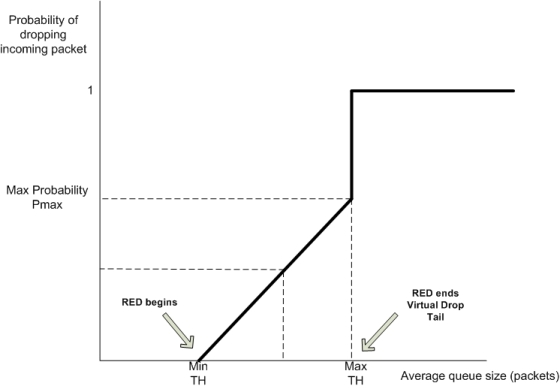 Probability of
dropping
incoming packet
1
Max Probability
Pmax
RED begins
RED ends
Virtual Drop
Tail
Min
TH
Max
TH
Average queue size (packets)